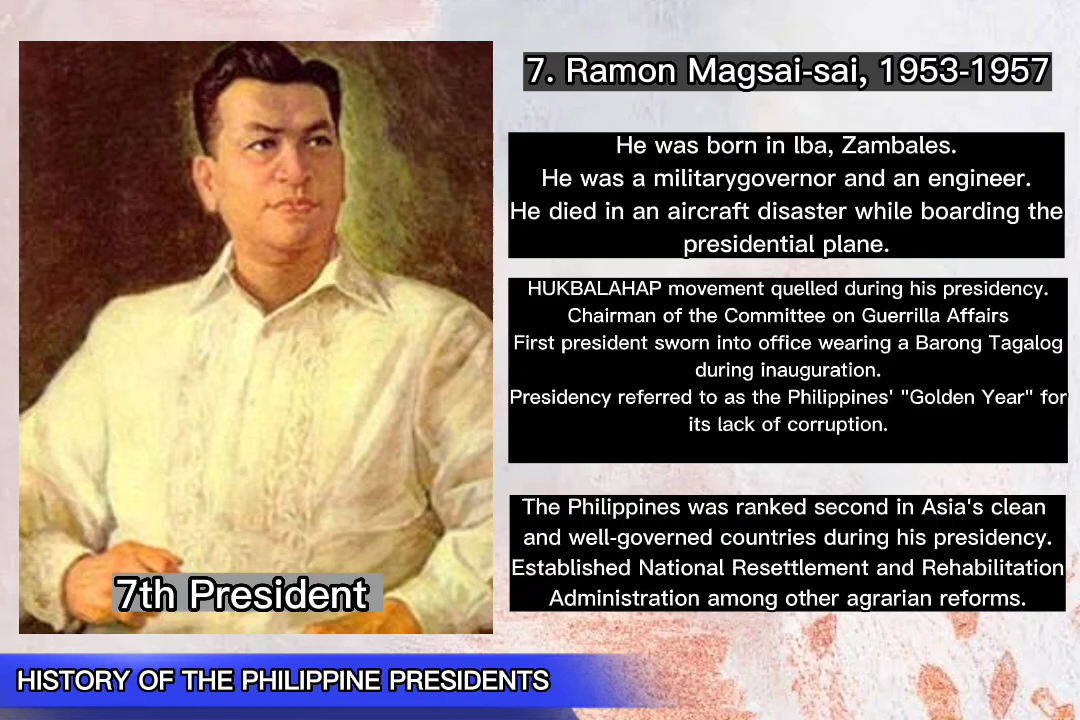 7. Ramon Magsai-sai, 1953-1957
He was born in lba, Zambales.
He was a militarygovernor and an engineer.
He died in an aircraft disaster while boarding the
presidential plane.
HUKBALAHAP movement quelled during his presidency.
Chairman of the Committee on Guerrilla Affairs
First president sworn into office wearing a Barong Tagalog
during inauguration.
Presidency referred to as the Philippines' "Golden Year" for
its lack of corruption.
The Philippines was ranked second in Asia's clean
and well-governed countries during his presidency.
Established National Resettlement and Rehabilitation
Administration among other agrarian reforms.
7th President
HISTORY OF THE PHILIPPINE PRESIDENTS